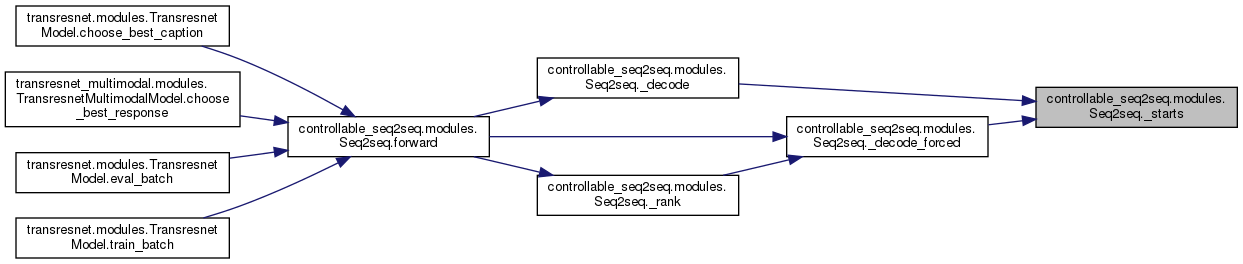 transresnet.modules.Transresnet
Model.choose_best_caption
transresnet_multimodal.modules.
TransresnetMultimodalModel.choose
_best_response
transresnet.modules.Transresnet
Model.eval_batch
transresnet.modules.Transresnet
Model.train_batch
controllable_seq2seq.modules.
Seq2seq.forward
controllable_seq2seq.modules.
Seq2seq._decode
controllable_seq2seq.modules.
Seq2seq._rank
controllable_seq2seq.modules.
Seq2seq._decode_forced
controllable_seq2seq.modules.
Seq2seq._starts